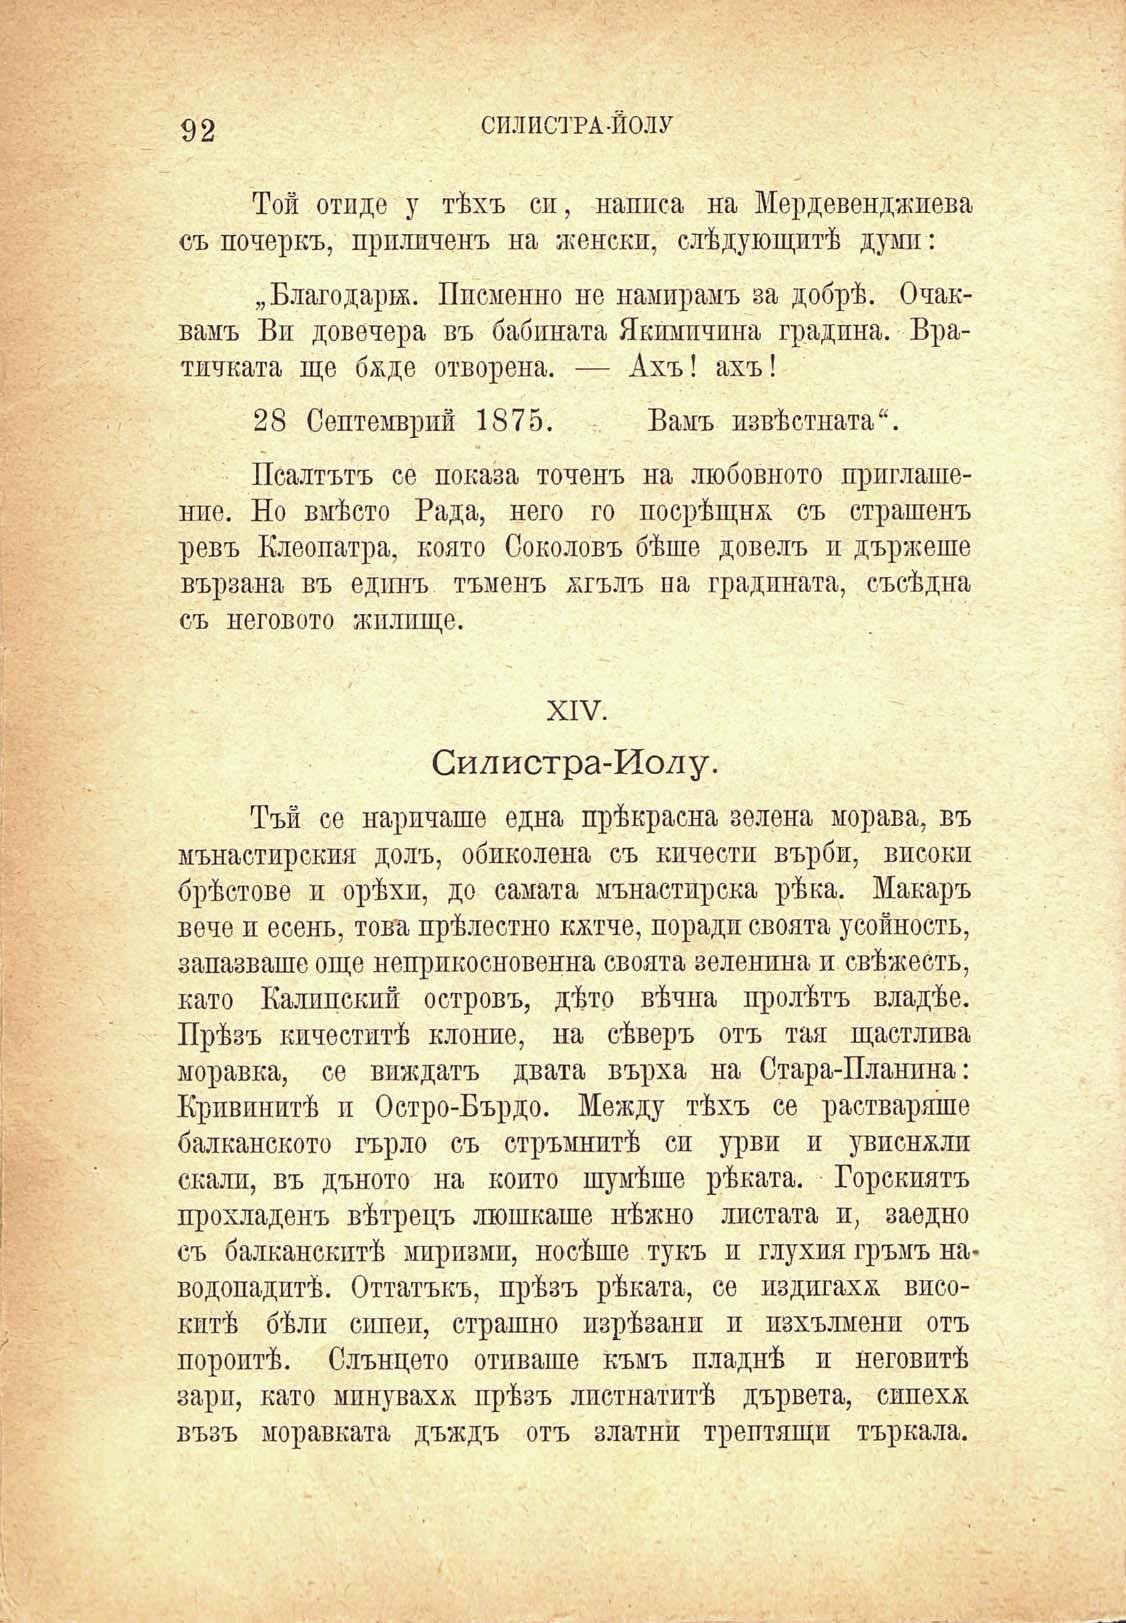 92
СИЛИСТРА-ЙОЛУ
Той отиде у тѣхъ си, написа на Мердевенджиева
съ почеркъ, приличенъ на женски, слѣдующитѣ думи:
„Благодарѭ. Писменно не намирамъ за добрѣ. Очак-
вамъ Ви довечера въ бабината Якимичина градина. Вра-
тичката ще бѫде отворена. — Ахъ! ахъ!
28 Септемврий 1875. Вамъ извѣстната“.
Псалтътъ се показа точенъ на любовното приглаше-
ние. Но вмѣсто Рада, него го посрѣщнѫ съ страшенъ
ревъ Клеопатра, която Соколовъ бѣше довелъ и държеше
вързана въ единъ тъменъ ѫгълъ на градината, съсѣдна
съ неговото жилище.
XIV.
Силистра-Иолу.
Тъй се наричаше една прѣкрасна зелена морава, въ
мънастирския долъ, обиколена съ кичести върби, високи
брѣстове и орѣхи, до самата мънастирска рѣка. Макаръ
вече и есень, това прѣлестно кѫтче, поради своята усойность,
запазваше още неприкосновенна своята зеленина и свѣжесть,
като Калипский островъ, дѣто вѣчна пролѣтъ владѣе.
Прѣзъ кичеститѣ клоние, на сѣверъ отъ тая щастлива
моравка, се виждатъ двата върха на Стара-Планина:
Кривинитѣ и Остро-Бърдо. Между тѣхъ се растваряше
балканското гърло съ стръмнитѣ си урви и увиснѫли
скали, въ дъното на които шумѣше рѣката. Горскиятъ
прохладенъ вѣтрецъ люшкаше нѣжно листата и, заедно
съ балканскитѣ миризми, носѣше тукъ и глухия гръмъ на
водопадитѣ. Оттатъкъ, прѣзъ рѣката, се издигахѫ висо-
китѣ бѣли сипеи, страшно изрѣзани и изхълмени отъ
пороитѣ. Слънцето отиваше къмъ пладнѣ и неговитѣ
зари, като минувахѫ прѣзъ листнатитѣ дървета, сипехѫ
възъ моравката дъждъ отъ златни трептящи търкала.